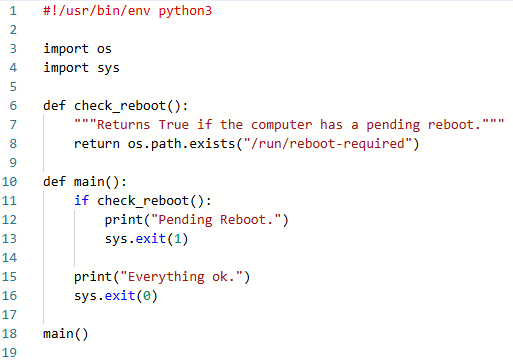 1 #!/usr/bin/env python3
2
3 import os
4 import sys
5
6 def check_reboot():
7     """Returns True if the computer has a pending reboot."""
8     return os.path.exists("/run/reboot-required")
9
10 def main():
11     if check_reboot():
12         print("Pending Reboot.")
13         sys.exit(1)
14
15     print("Everything ok.")
16     sys.exit(0)
17
18 main()
19